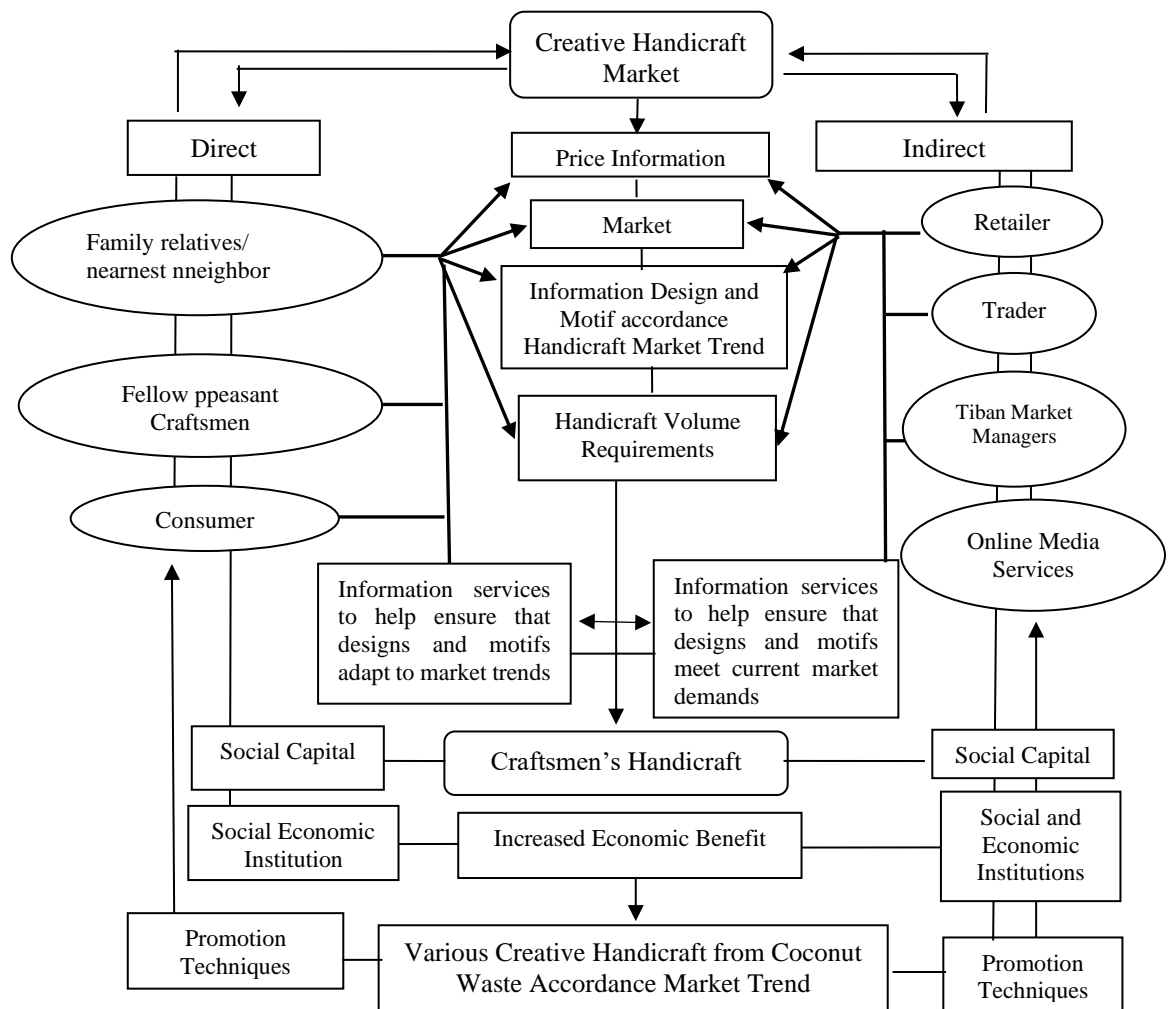 Creative Handicraft
Market
Direct
Price Information
Indirect
Family relatives/
nearnest nneighbor
Market
Retailer
Information Design and
Motif accordance
Handicraft Market Trend
Trader
Fellow ppeasant
Craftsmen
Handicraft Volume
Requirements
Tiban Market
Managers
Consumer
Online Media
Services
Information services
to help ensure that
designs and motifs
adapt to market trends
Information services
to help ensure that
designs and motifs
meet current market
demands
Social Capital
Craftsmen’s Handicraft
Social Capital
Social Economic
Institution
Increased Economic Benefit
Social and
Economic
Institutions
Promotion
Techniques
Various Creative Handicraft from Coconut
Waste Accordance Market Trend
Promotion
Techniques